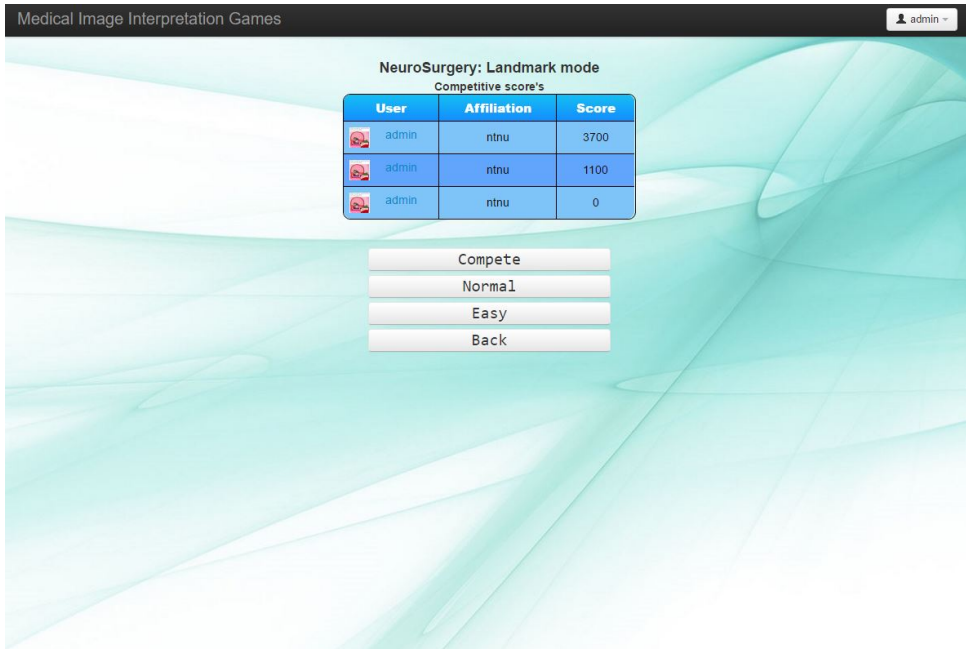 Medical Image Interpretation Games
admin
NeuroSurgery: Landmark mode
Competitive score's
User Affiliation Score
admin ntnu 3700
admin ntnu 1100
admin ntnu 0
Compete
Normal
Easy
Back